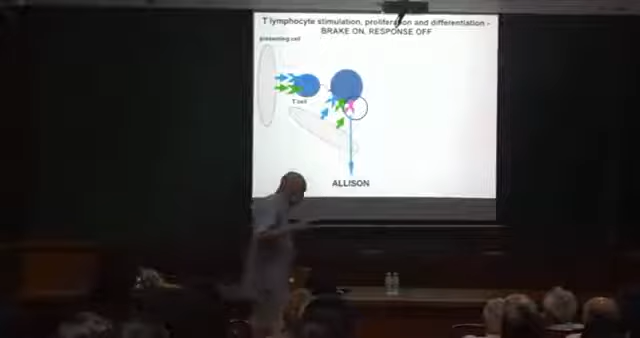 T lymphocyte stimulation, proliferation and differentiation -
BRAKE ON, RESPONSE OFF
presenting cell
T cell
ALLISON